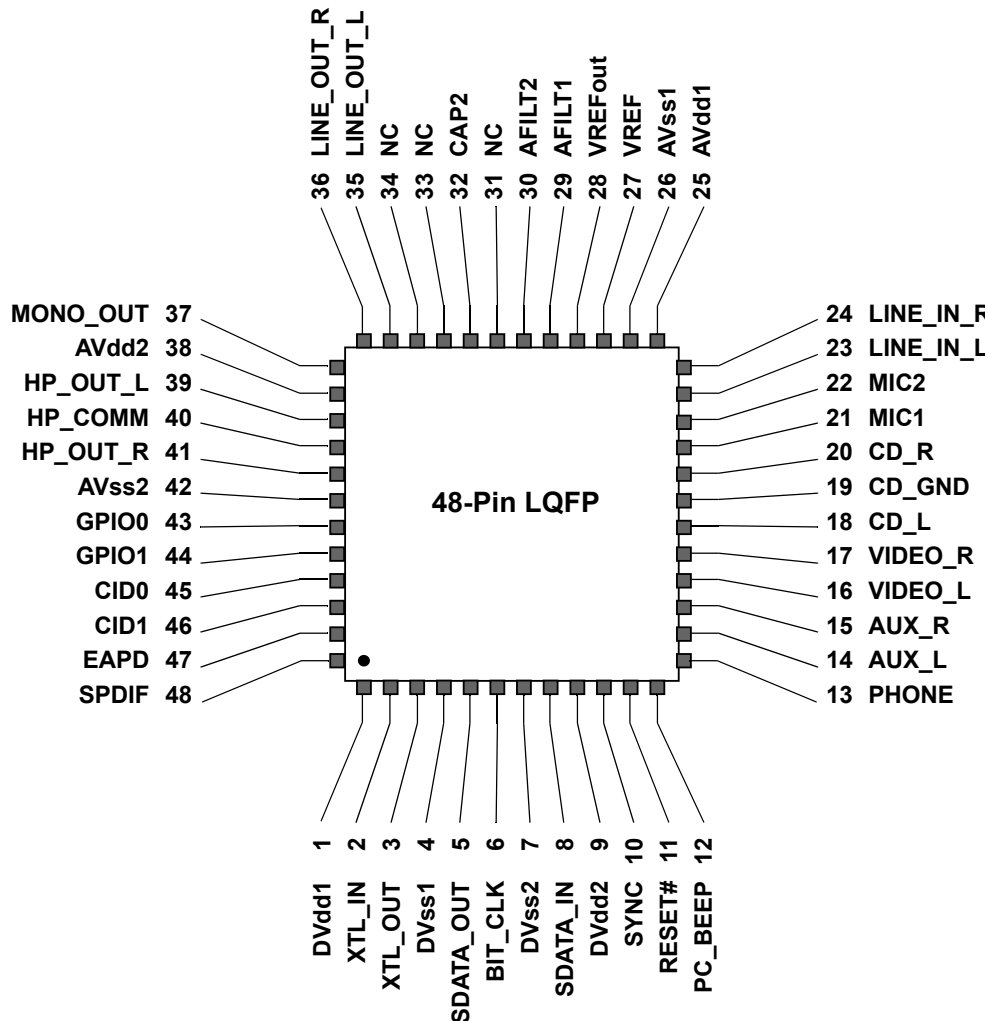 36 LINE_OUT_R
35 LINE_OUT_L
34 NC
33 NC
32 CAP2
31 NC
30 AFILT2
29 AFILT1
28 VREFout
27 VREF
26 AVss1
25 AVdd1
MONO_OUT 37
AVdd2 38
HP_OUT_L 39
HP_COMM 40
HP_OUT_R 41
AVss2 42
GPIO0 43
GPIO1 44
CID0 45
CID1 46
EAPD 47
SPDIF 48
48-Pin LQFP
24 LINE_IN_R
23 LINE_IN_L
22 MIC2
21 MIC1
20 CD_R
19 CD_GND
18 CD_L
17 VIDEO_R
16 VIDEO_L
15 AUX_R
14 AUX_L
13 PHONE
DVdd1 1
XTL_IN 2
XTL_OUT 3
DVss1 4
SDATA_OUT 5
BIT_CLK 6
DVss2 7
SDATA_IN 8
DVdd2 9
SYNC 10
RESET# 11
PC_BEEP 12